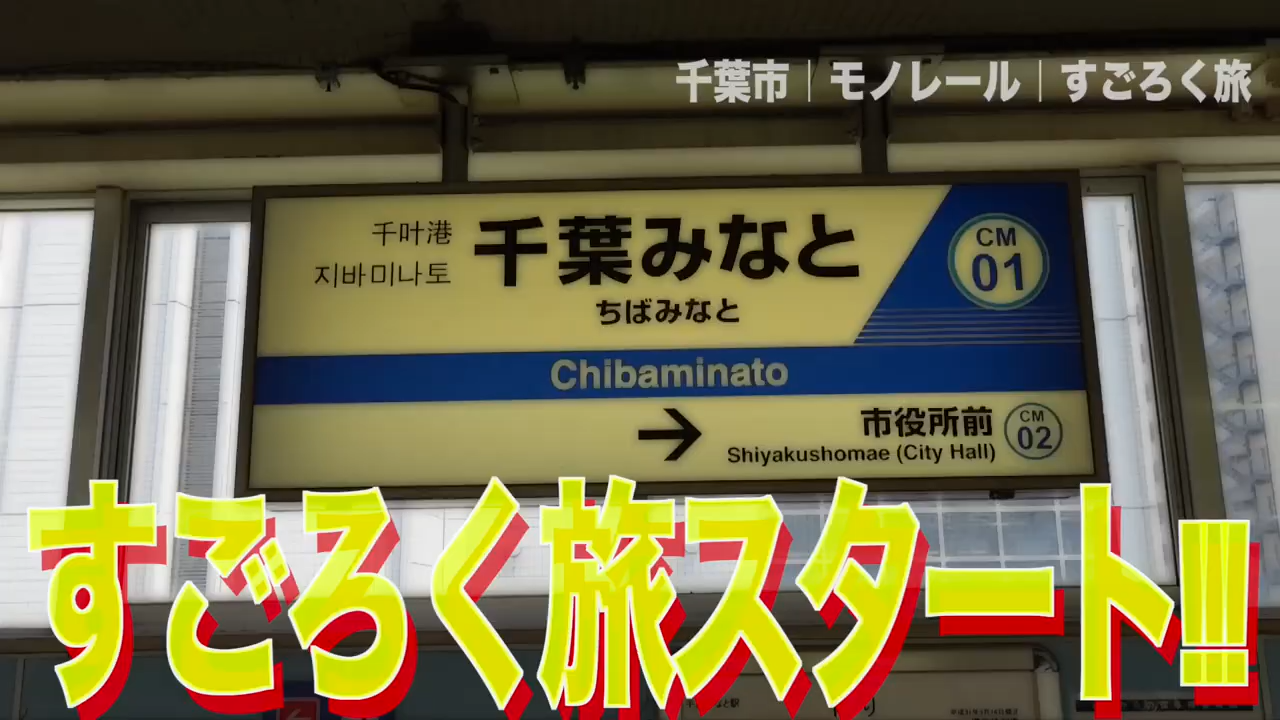 千葉市｜モノレール｜すごろく旅
千叶港
지바미나토
千葉みなと
ちばみなと
CM
01
Chibaminato
→
市役所前
Shiyakushomae (City Hall)
CM
02
すごろく旅スタート!!!